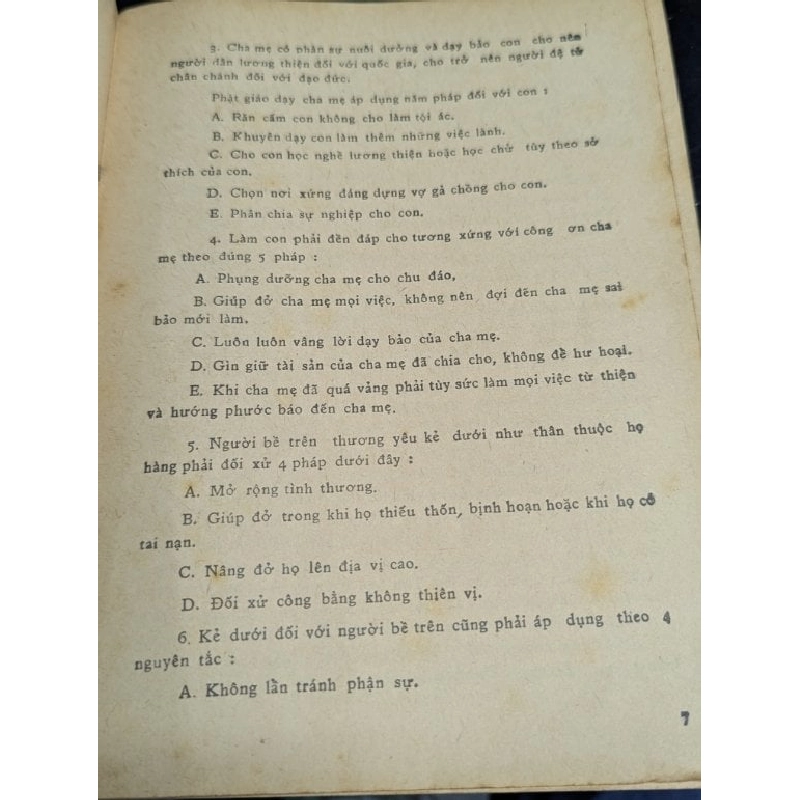 3. Cha mẹ có phận sự nuôi dưỡng và dạy bảo con cho nên
người dân lương thiện đối với quốc gia, cho trở nên người đệ tử
chân chánh đối với đạo đức.
Phật giáo dạy cha mẹ áp dụng năm pháp đối với con :
A. Răn cấm con không cho làm tội ác.
B. Khuyên dạy con làm thêm những việc lành.
C. Cho con học nghề lương thiện hoặc học chữ tùy theo sở
thích của con.
D. Chọn nơi xứng đáng dựng vợ gả chồng cho con.
E. Phân chia sự nghiệp cho con.
4. Làm con phải đền đáp cho tương xứng với công ơn cha
mẹ theo đúng 5 pháp :
A. Phụng dưỡng cha mẹ cho chu đáo,
B. Giúp đở cha mẹ mọi việc, không nên đợi đến cha mẹ sai
bảo mới làm.
C. Luôn luôn vâng lời dạy bảo của cha mẹ.
D. Gìn giữ tài sản của cha mẹ đã chia cho, không để hư hoại.
E. Khi cha mẹ đã quá vảng phải tùy sức làm mọi việc từ thiện
và hướng phước báo đến cha mẹ.
5. Người bề trên thương yêu kẻ dưới như thân thuộc họ
hàng phải đối xử 4 pháp dưới đây :
A. Mở rộng tình thương.
B. Giúp đở trong khi họ thiếu thốn, bịnh hoạn hoặc khi họ có
tai nạn.
C. Nâng đở họ lên địa vị cao.
D. Đối xử công bằng không thiên vị.
6. Kẻ dưới đối với người bề trên cũng phải áp dụng theo 4
nguyên tắc :
A. Không lần tránh phận sự.
7